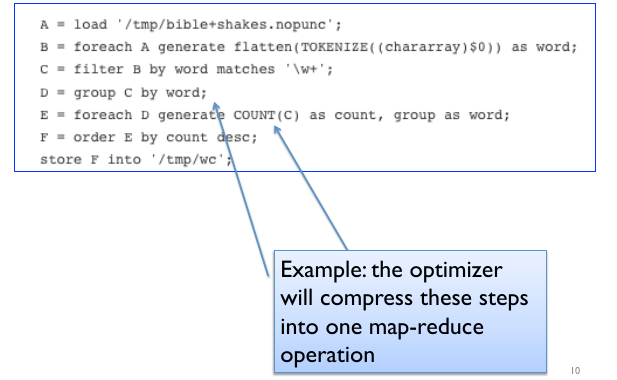 A = load '/tmp/bible+shakes.nopunc';
B = foreach A generate flatten(TOKENIZE((chararray)$0)) as word;
C = filter B by word matches '\w+';
D = group C by word;
E = foreach D generate COUNT(C) as count, group as word;
F = order E by count desc;
store F into '/tmp/wc';
Example: the optimizer
will compress these steps
into one map-reduce
operation
10